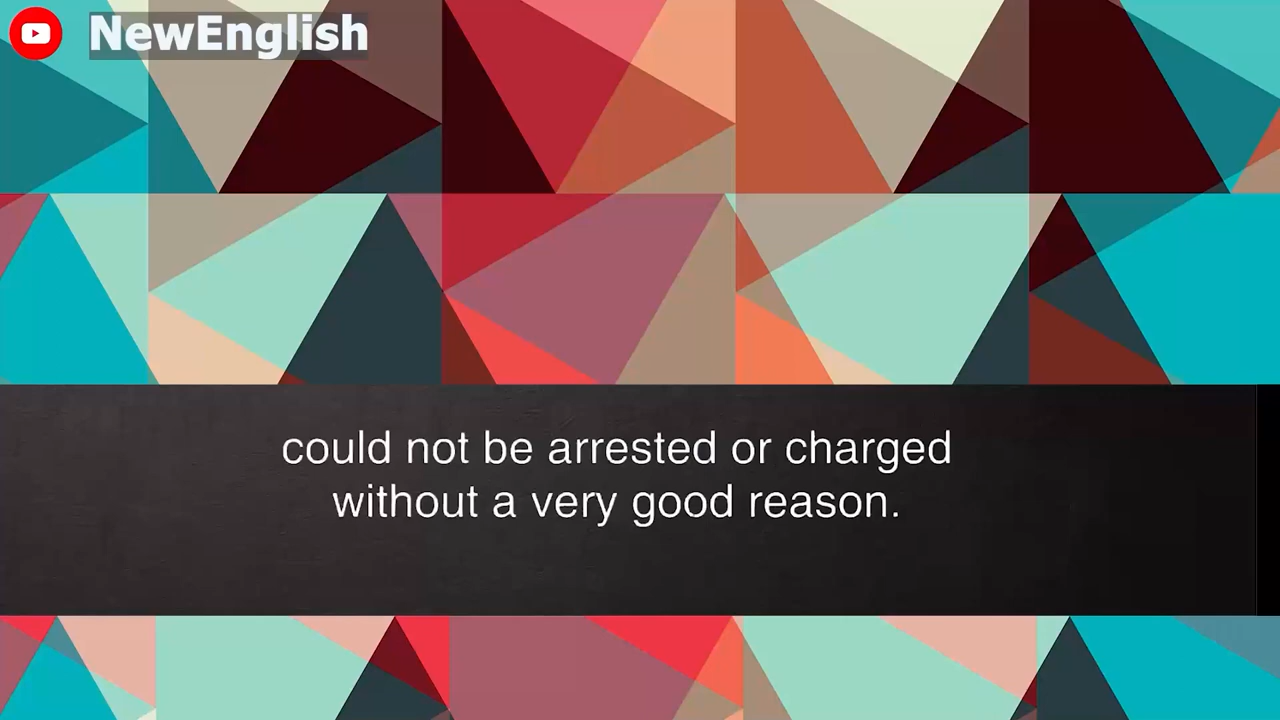 NewEnglish
could not be arrested or charged
without a very good reason.